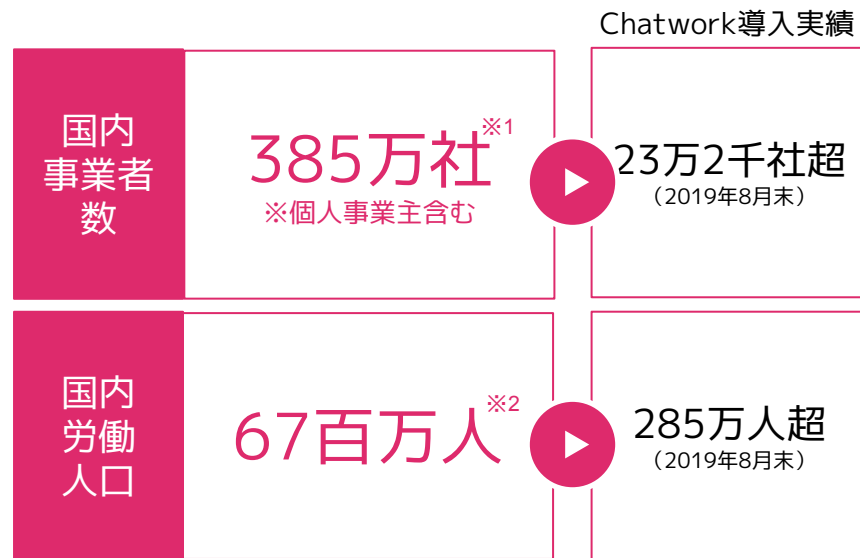 Chatwork導入実績
国内
事業者
数
385万社※1
※個人事業主含む
23万2千社超
（2019年8月末）
国内
労働
人口
67百万人※2
285万人超
（2019年8月末）